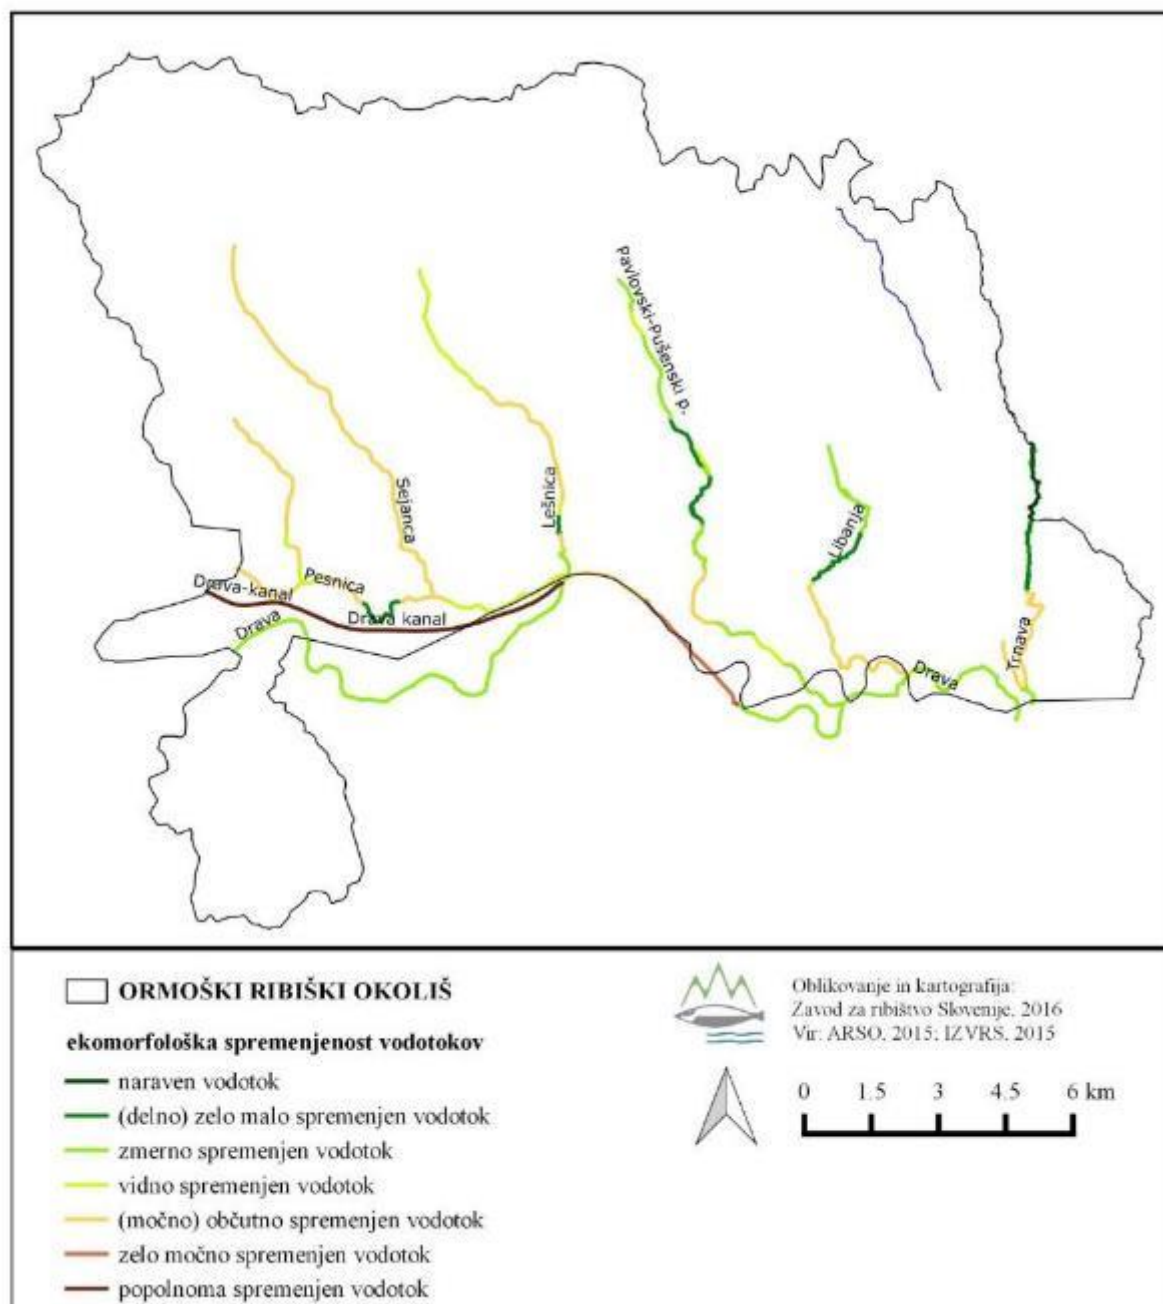 Pavlovski-Pušenski p.
Sejanca
Lešnica
Libanja
Pesnica
Drava-kanal
Drava kanal
Drava
Trnava
Drava
ORMOŠKI RIBIŠKI OKOLIŠ
ekomorfološka spremenjenost vodotokov
naraven vodotok
(delno) zelo malo spremenjen vodotok
zmerno spremenjen vodotok
vidno spremenjen vodotok
(močno) občutno spremenjen vodotok
zelo močno spremenjen vodotok
popolnoma spremenjen vodotok
Oblikovanje in kartografija:
Zavod za ribištvo Slovenije, 2016
Vir: ARSO, 2015; IZVRS, 2015
0 1.5 3 4.5 6 km